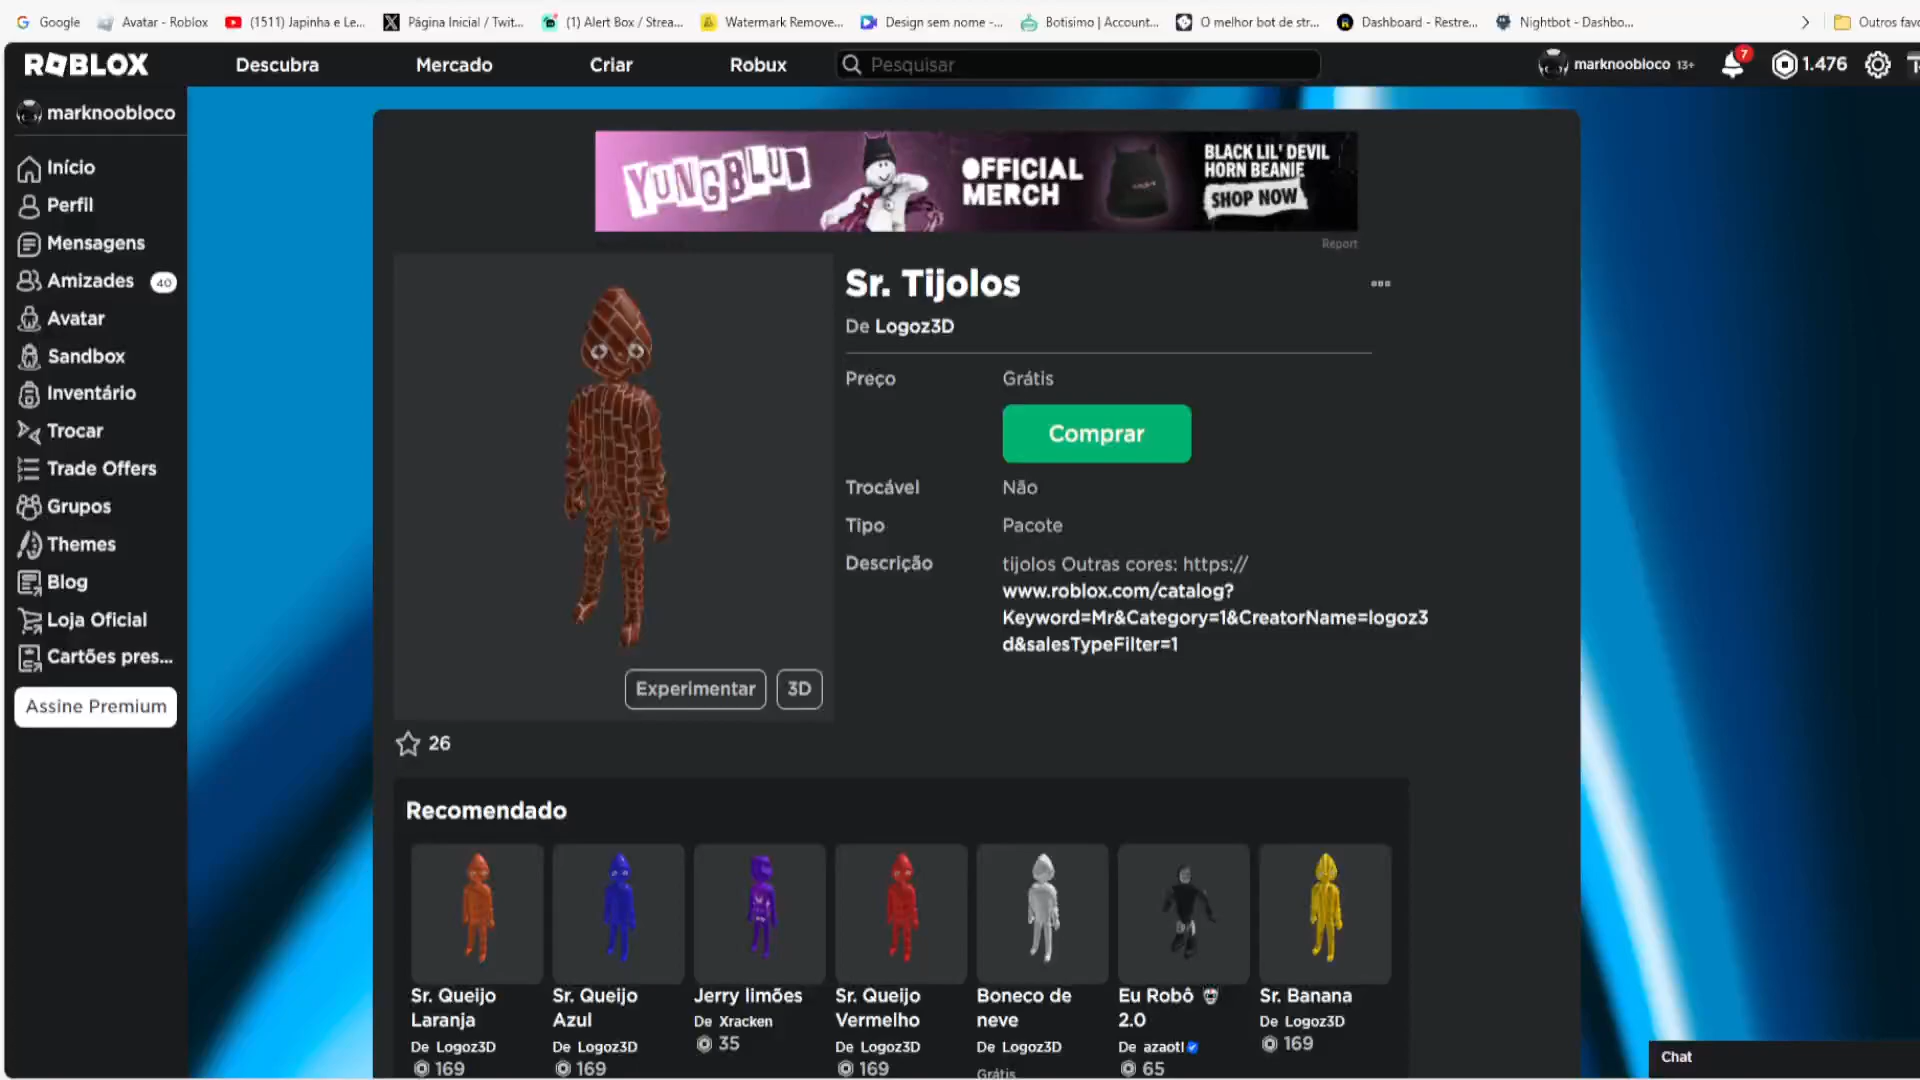 Google
Avatar - Roblox
(1511) Japinha e Le...
Página Inicial / Twit...
(1) Alert Box / Strea...
Watermark Remove...
Design sem nome -...
Botisimo | Account...
O melhor bot de str...
Dashboard - Restre...
Nightbot - Dashbo...
Outros favo
ROBLOX
Descubra
Mercado
Criar
Robux
Pesquisar
marknoobloco 13+
7
1.476
marknoobloco
Início
Perfil
Mensagens
Amizades 40
Avatar
Sandbox
Inventário
Trocar
Trade Offers
Grupos
Themes
Blog
Loja Oficial
Cartões pres...
Assine Premium
YUNGBLUD
OFFICIAL
MERCH
BLACK LIL' DEVIL
HORN BEANIE
SHOP NOW
Report
Sr. Tijolos
De Logoz3D
Preço Grátis
Comprar
Trocável Não
Tipo Pacote
Descrição tijolos Outras cores: https://
www.roblox.com/catalog?
Keyword=Mr&Category=1&CreatorName=logoz3
d&salesTypeFilter=1
Experimentar
3D
26
Recomendado
Sr. Queijo
Laranja
De Logoz3D
169
Sr. Queijo
Azul
De Logoz3D
169
Jerry limões
De Xracken
35
Sr. Queijo
Vermelho
De Logoz3D
169
Boneco de
neve
De Logoz3D
Grátis
Eu Robô
2.0
De azaotl
65
Sr. Banana
De Logoz3D
169
Chat